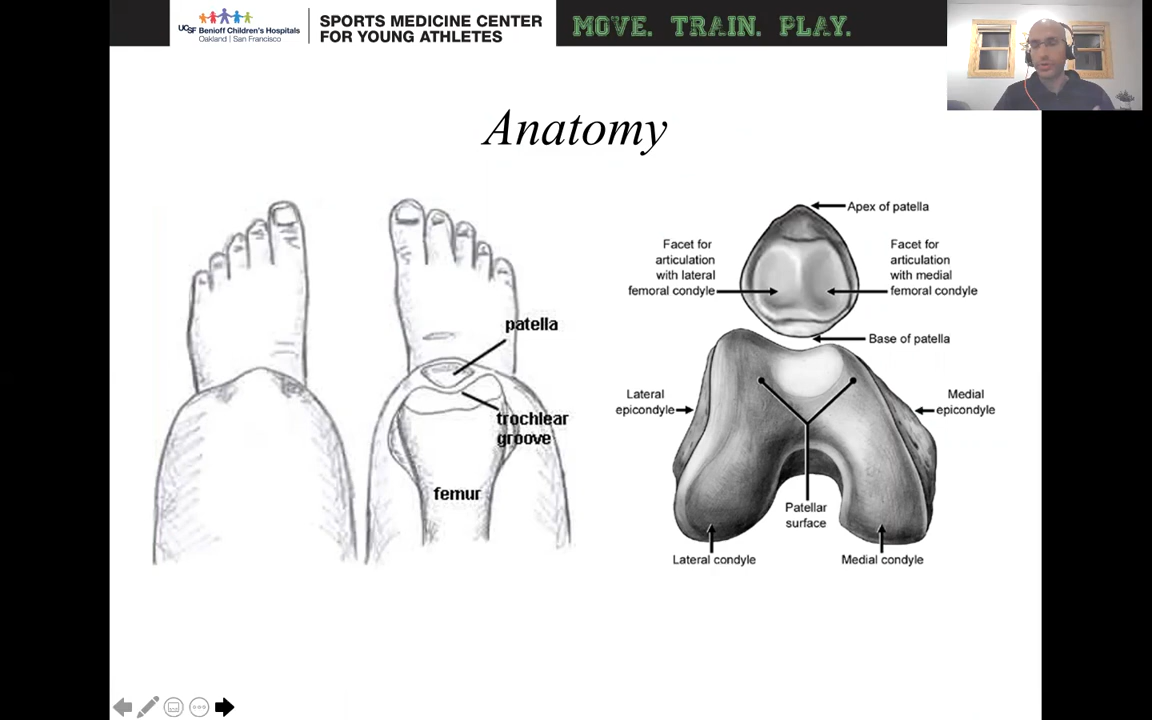 UCSF Benioff Children's Hospitals
Oakland | San Francisco
SPORTS MEDICINE CENTER
FOR YOUNG ATHLETES
MOVE. TRAIN. PLAY.
Anatomy
patella
trochlear
groove
femur
Apex of patella
Facet for
articulation
with lateral
femoral condyle
Facet for
articulation
with medial
femoral condyle
Base of patella
Lateral
epicondyle
Medial
epicondyle
Patellar
surface
Lateral condyle
Medial condyle